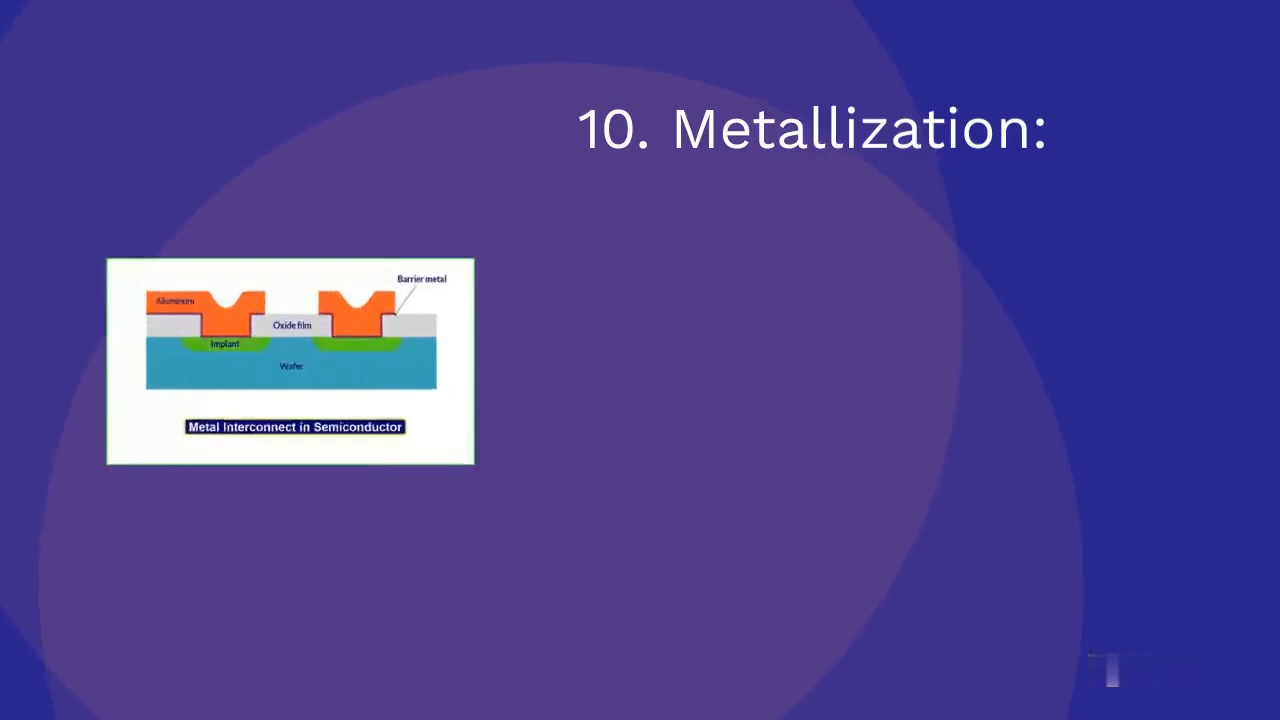 10. Metallization:
Barrier metal
Aluminum
Oxide film
Implant
Wafer
Metal Interconnect in Semiconductor